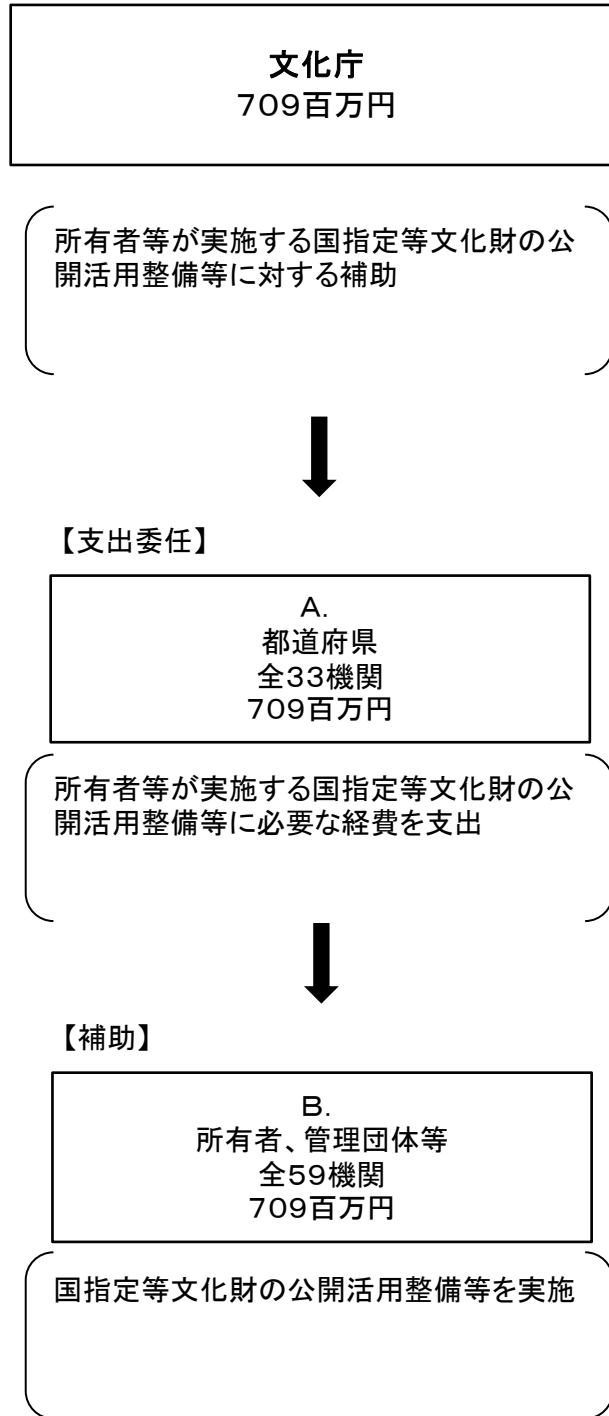 文化庁
７０９百万円
所有者等が実施する国指定等文化財の公
開活用整備等に対する補助
【支出委任】
Ａ．
都道府県
全３３機関
７０９百万円
所有者等が実施する国指定等文化財の公
開活用整備等に必要な経費を支出
【補助】
Ｂ．
所有者、管理団体等
全５９機関
７０９百万円
国指定等文化財の公開活用整備等を実施